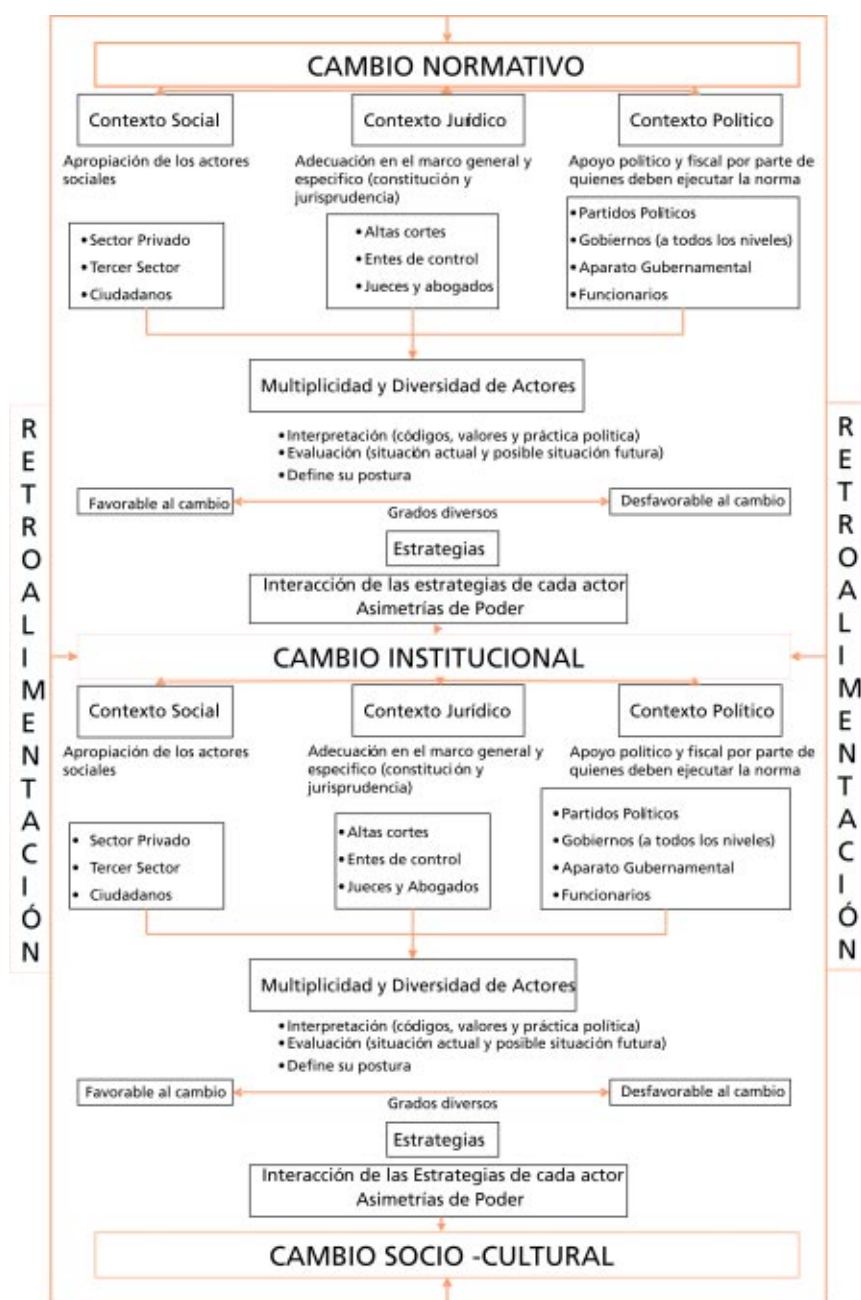 CAMBIO NORMATIVO
Contexto Social
Contexto Jurídico
Contexto Político
Apropiación de los actores
sociales
Adecuación en el marco general y
especifico (constitución y
jurisprudencia)
Apoyo político y fiscal por parte de
quienes deben ejecutar la norma
• Sector Privado
• Tercer Sector
• Ciudadanos
• Altas cortes
• Entes de control
• Jueces y abogados
• Partidos Políticos
• Gobiernos (a todos los niveles)
• Aparato Gubernamental
• Funcionarios
Multiplicidad y Diversidad de Actores
• Interpretación (códigos, valores y práctica política)
• Evaluación (situación actual y posible situación futura)
• Define su postura
Favorable al cambio
Grados diversos
Desfavorable al cambio
Estrategias
Interacción de las estrategias de cada actor
Asimetrías de Poder
CAMBIO INSTITUCIONAL
Contexto Social
Contexto Jurídico
Contexto Político
Apropiación de los actores
sociales
Adecuación en el marco general y
especifico (constitución y
jurisprudencia)
Apoyo político y fiscal por parte de
quienes deben ejecutar la norma
• Sector Privado
• Tercer Sector
• Ciudadanos
• Altas cortes
• Entes de control
• Jueces y Abogados
• Partidos Políticos
• Gobiernos (a todos los niveles)
• Aparato Gubernamental
• Funcionarios
Multiplicidad y Diversidad de Actores
• Interpretación (códigos, valores y práctica política)
• Evaluación (situación actual y posible situación futura)
• Define su postura
Favorable al cambio
Grados diversos
Desfavorable al cambio
Estrategias
Interacción de las Estrategias de cada actor
Asimetrías de Poder
CAMBIO SOCIO -CULTURAL
RETROALIMENTACIÓN
RETROALIMENTACIÓN